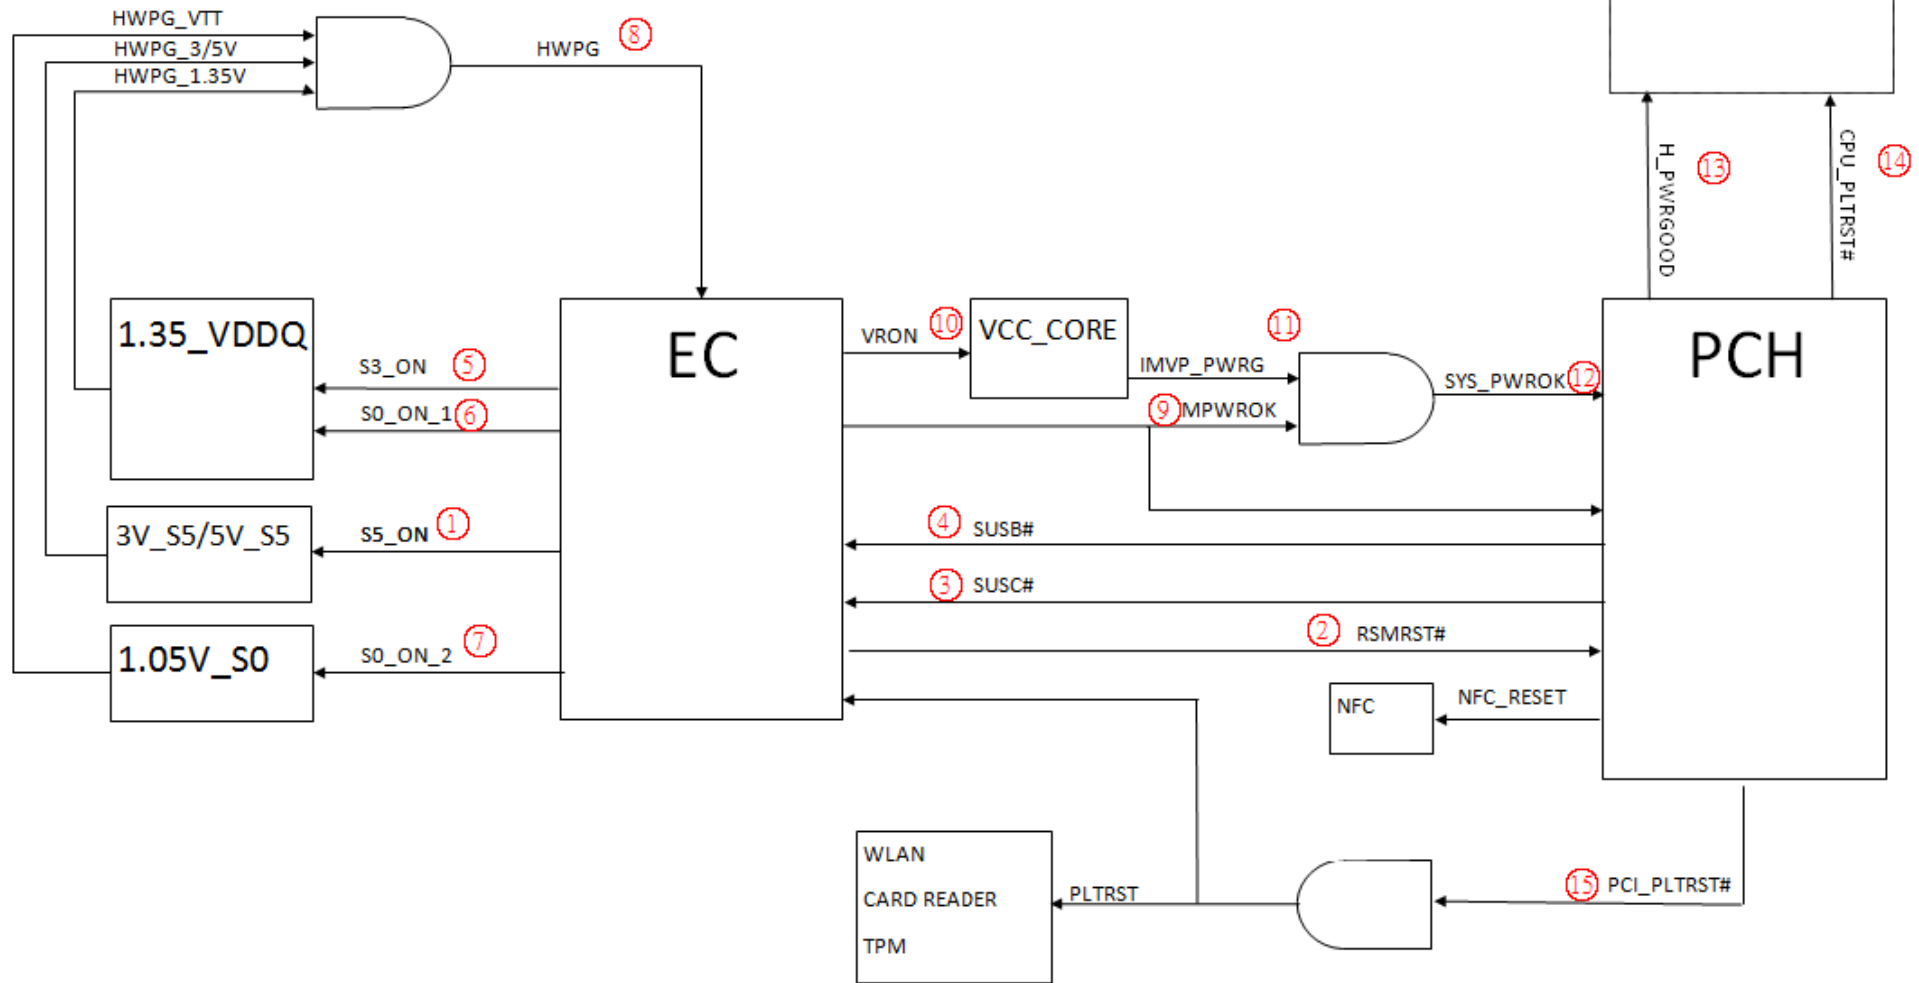 HWPG_VTT
HWPG_3/5V
HWPG_1.35V
HWPG 8
H_PWRGOOD 13
CPU_PLTRST# 14
1.35_VDDQ
S3_ON 5
S0_ON_1 6
EC
VRON 10
VCC_CORE
11
IMVP_PWRG
9 MPWROK
SYS_PWROK 12
PCH
3V_S5/5V_S5
S5_ON 1
4 SUSB#
3 SUSC#
2 RSMRST#
1.05V_S0
S0_ON_2 7
NFC
NFC_RESET
WLAN
CARD READER
TPM
PLTRST
15 PCI_PLTRST#